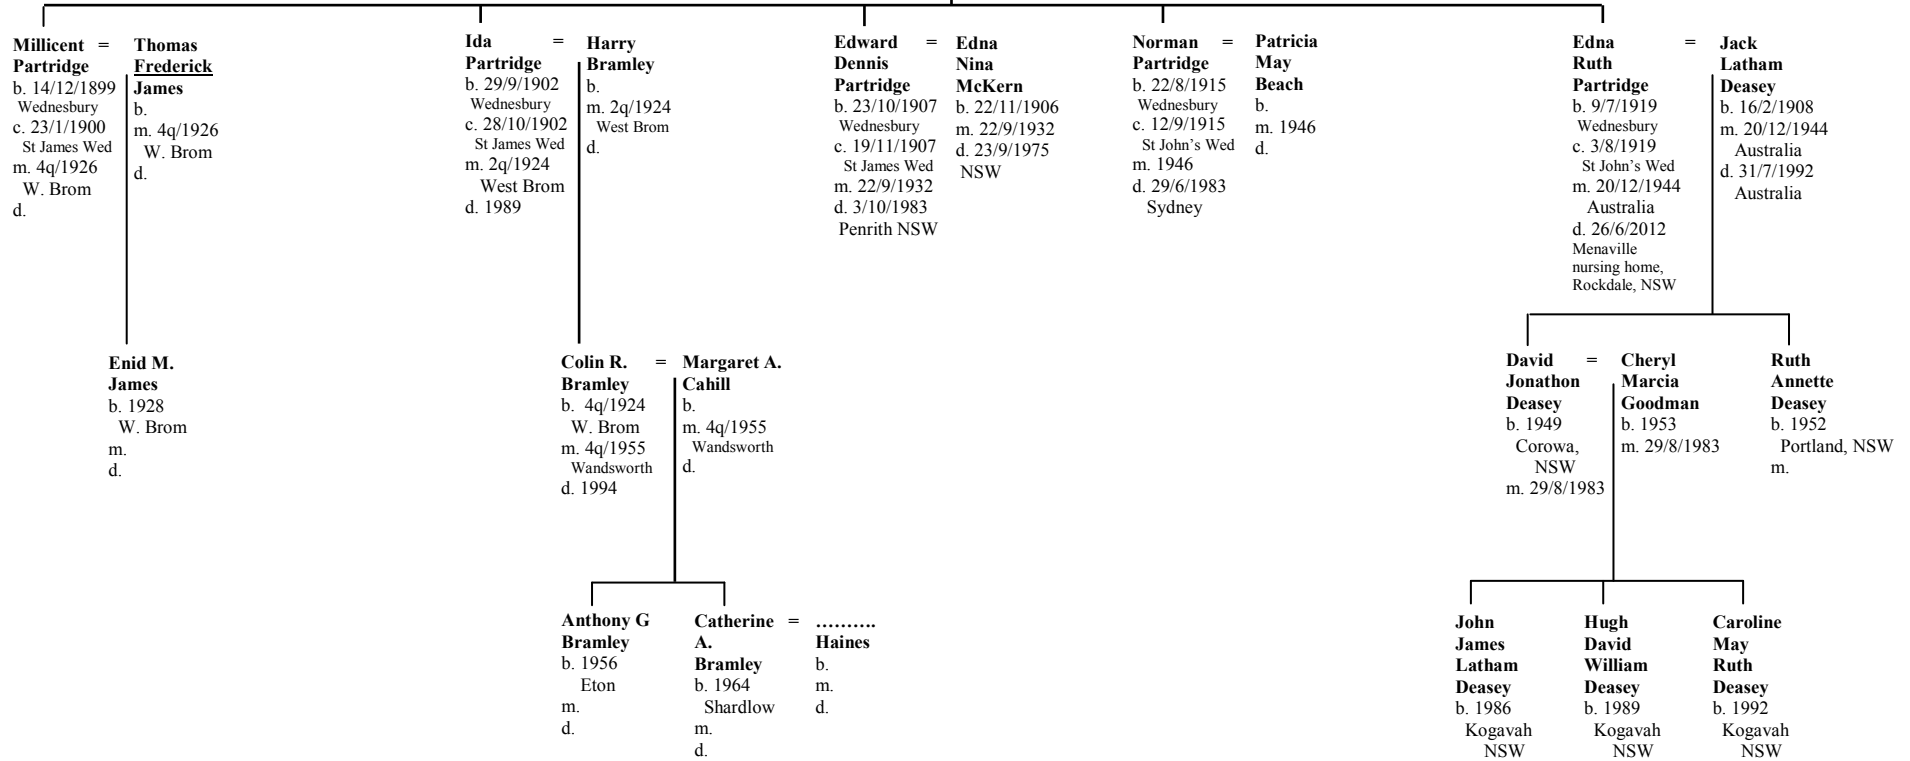 Millicent =
Partridge
b. 14/12/1899
Wednesbury
c. 23/1/1900
St James Wed
m. 4q/1926
W. Brom
d.
Thomas
Frederick
James
b.
m. 4q/1926
W. Brom
d.
Ida =
Partridge
b. 29/9/1902
Wednesbury
c. 28/10/1902
St James Wed
m. 2q/1924
West Brom
d. 1989
Harry
Bramley
b.
m. 2q/1924
West Brom
d.
Edward =
Dennis
Partridge
b. 23/10/1907
Wednesbury
c. 19/11/1907
St James Wed
m. 22/9/1932
d. 3/10/1983
Penrith NSW
Edna
Nina
McKern
b. 22/11/1906
m. 22/9/1932
d. 23/9/1975
NSW
Norman =
Partridge
b. 22/8/1915
Wednesbury
c. 12/9/1915
St John's Wed
m. 1946
d. 29/6/1983
Sydney
Patricia
May
Beach
b.
m. 1946
d.
Edna =
Ruth
Partridge
b. 9/7/1919
Wednesbury
c. 3/8/1919
St John's Wed
m. 20/12/1944
Australia
d. 26/6/2012
Menaville
nursing home,
Rockdale, NSW
Jack
Latham
Deasey
b. 16/2/1908
m. 20/12/1944
Australia
d. 31/7/1992
Australia
Enid M.
James
b. 1928
W. Brom
m.
d.
Colin R. =
Bramley
b. 4q/1924
W. Brom
m. 4q/1955
Wandsworth
d. 1994
Margaret A.
Cahill
b.
m. 4q/1955
Wandsworth
d.
David =
Jonathon
Deasey
b. 1949
Corowa,
NSW
m. 29/8/1983
Cheryl
Marcia
Goodman
b. 1953
m. 29/8/1983
Ruth
Annette
Deasey
b. 1952
Portland, NSW
m.
Anthony G
Bramley
b. 1956
Eton
m.
d.
Catherine =
A.
Bramley
b. 1964
Shardlow
m.
d.
……….
Haines
b.
m.
d.
John
James
Latham
Deasey
b. 1986
Kogavah
NSW
Hugh
David
William
Deasey
b. 1989
Kogavah
NSW
Caroline
May
Ruth
Deasey
b. 1992
Kogavah
NSW